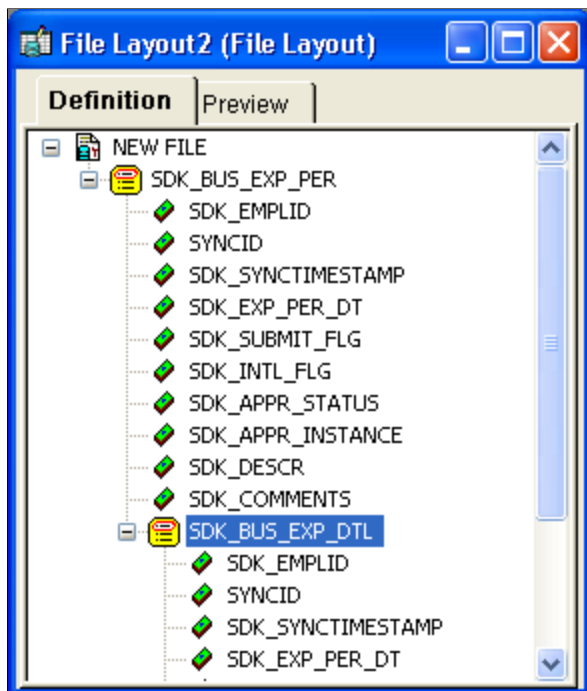 File Layout2 (File Layout)
Definition Preview
NEW FILE
SDK_BUS_EXP_PER
SDK_EMPLID
SYNCID
SDK_SYNCTIMESTAMP
SDK_EXP_PER_DT
SDK_SUBMIT_FLG
SDK_INTL_FLG
SDK_APPR_STATUS
SDK_APPR_INSTANCE
SDK_DESCR
SDK_COMMENTS
SDK_BUS_EXP_DTL
SDK_EMPLID
SYNCID
SDK_SYNCTIMESTAMP
SDK_EXP_PER_DT